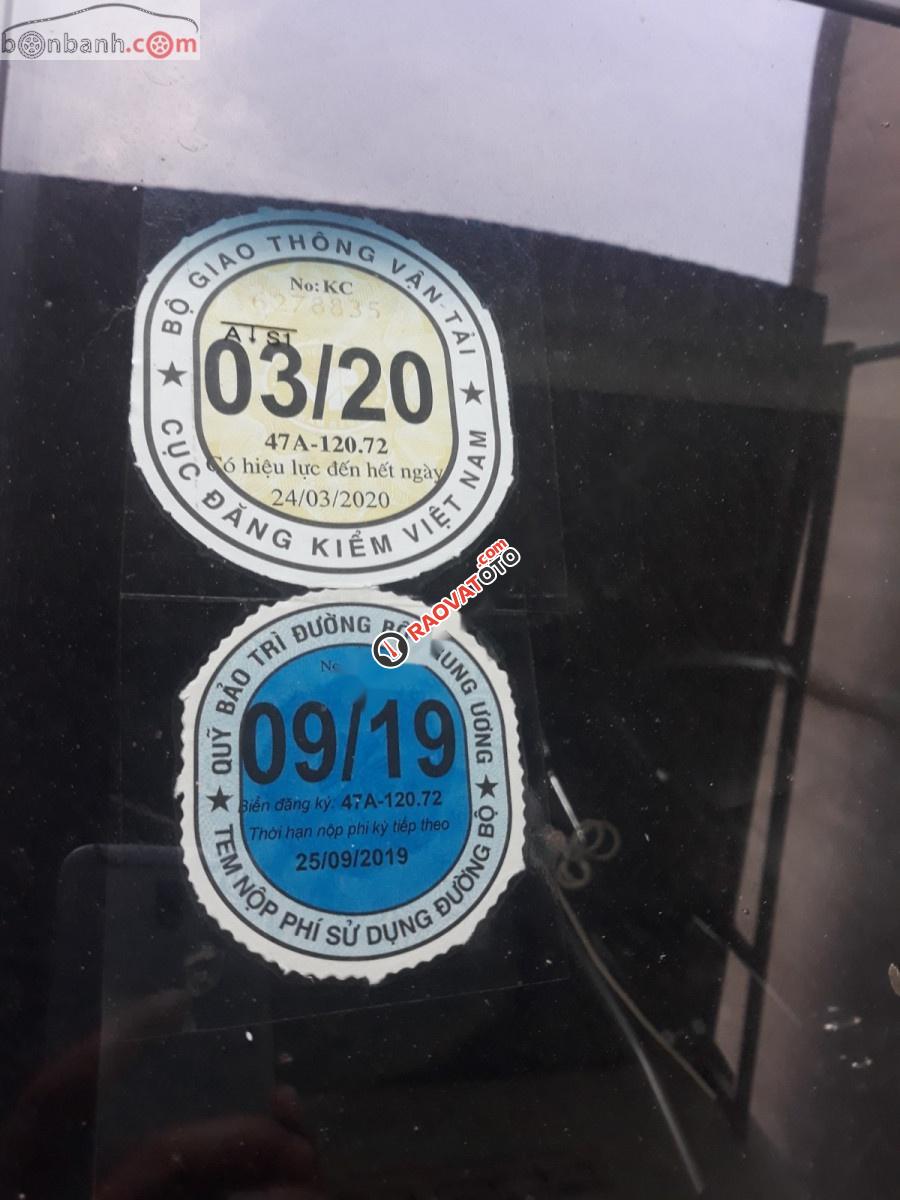 bonbanh.com
BỘ GIAO THÔNG VẬN TẢI
No: KC
6278835
A S1
03/20
47A-120.72
Có hiệu lực đến hết ngày
24/03/2020
CỤC ĐĂNG KIỂM VIỆT NAM
RAOVATOTO.com
QUỸ BẢO TRÌ ĐƯỜNG ƯƠNG
09/19
Biển đăng ký: 47A-120.72
Thời hạn nộp phí kỳ tiếp theo
25/09/2019
TEM NỘP PHÍ SỬ DỤNG ĐƯỜNG BỘ